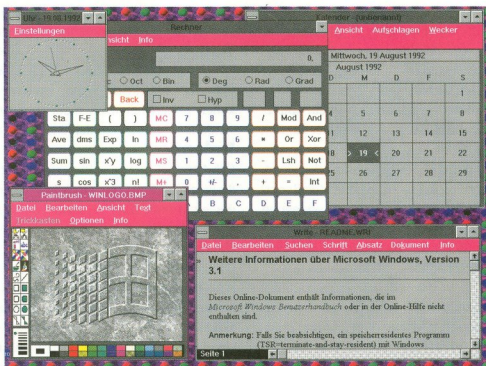 Uhr - 19.08.1992
Einstellungen
Rechner
nsicht Info
0,
Oct Bin Deg Rad Grad
Back Inv Hyp
Sta F-E ( ) MC 7 8 9 / Mod And
Ave dms Exp ln MR 4 5 6 * Or Xor
Sum sin x^y log MS 1 2 3 - Lsh Not
s cos x^3 n! M+ 0 +/- , + = Int
B C D E F
Kalender - (unbenannt)
Ansicht Aufschlagen Wecker
Mittwoch, 19 August 1992
August 1992
D M D F S
1
4 5 6 7 8
11 12 13 14 15
18 > 19 < 20 21 22
25 26 27 28 29
Paintbrush - WINLOGO.BMP
Datei Bearbeiten Ansicht Text
Trickkasten Optionen Info
Write - README.WRI
Datei Bearbeiten Suchen Schrift Absatz Dokument Info
Weitere Informationen über Microsoft Windows, Version
3.1
Dieses Online-Dokument enthält Informationen, die im
Microsoft Windows Benutzerhandbuch oder in der Online-Hilfe nicht
enthalten sind.
Anmerkung: Falls Sie beabsichtigen, ein speicherresidentes Programm
(TSR=terminate-and-stay-resident) mit Windows
Seite 1